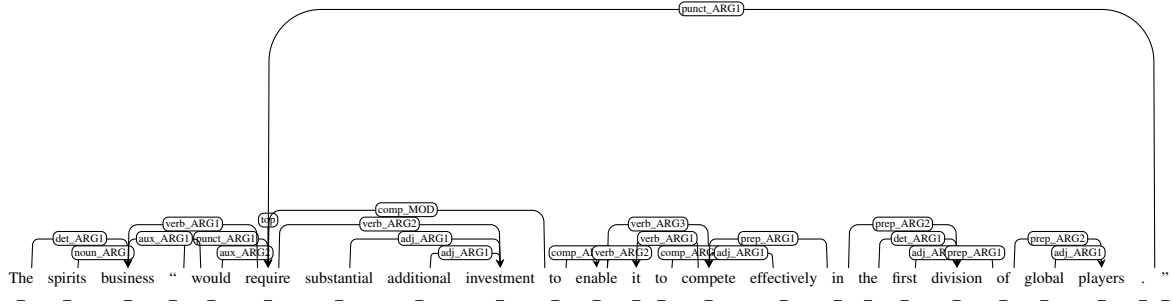 punct_ARG1
comp_MOD
verb_ARG1 top verb_ARG2 verb_ARG3 prep_ARG2
det_ARG1 aux_ARG1 punct_ARG1 adj_ARG1 verb_ARG1 prep_ARG1 det_ARG1 prep_ARG2
noun_ARG1 aux_ARG2 adj_ARG1 verb_ARG2 adj_ARG1 prep_ARG1 adj_ARG1
The spirits business “ would require substantial additional investment to enable it to compete effectively in the first division of global players . ”
_ _ _ _ _ _ _ _ _ _ _ _ _ _ _ _ _ _ _ _ _ _ _ _ _